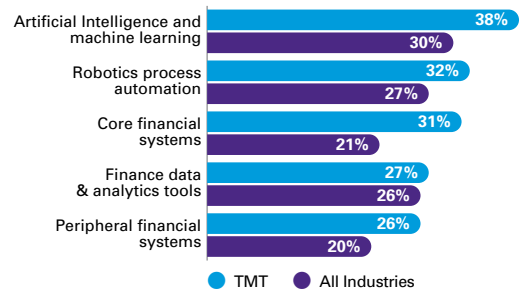 Artificial Intelligence and
machine learning
38%
30%
Robotics process
automation
32%
27%
Core financial
systems
31%
21%
Finance data
& analytics tools
27%
26%
Peripheral financial
systems
26%
20%
TMT
All Industries